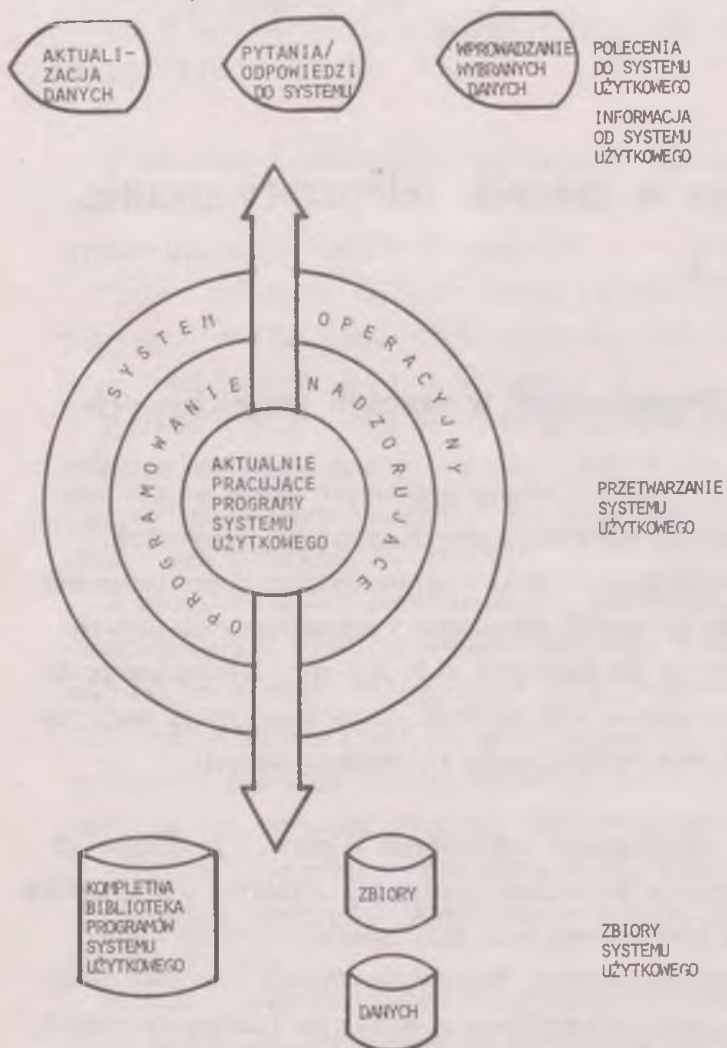 AKTUALI-
ZACJA
DANYCH
PYTANIA/
ODPOWIEDZI
DO SYSTEMU
WPROWADZANIE
WYBRANYCH
DANYCH
POLECENIA
DO SYSTEMU
UŻYTKOWEGO
INFORMACJA
OD SYSTEMU
UŻYTKOWEGO
SYSTEM OPERACYJNY
OPROGRAMOWANIE NADZORUJĄCE
AKTUALNIE
PRACUJĄCE
PROGRAMY
SYSTEMU
UŻYTKOWEGO
PRZETWARZANIE
SYSTEMU
UŻYTKOWEGO
KOMPLETNA
BIBLIOTEKA
PROGRAMÓW
SYSTEMU
UŻYTKOWEGO
ZBIORY
DANYCH
ZBIORY
SYSTEMU
UŻYTKOWEGO